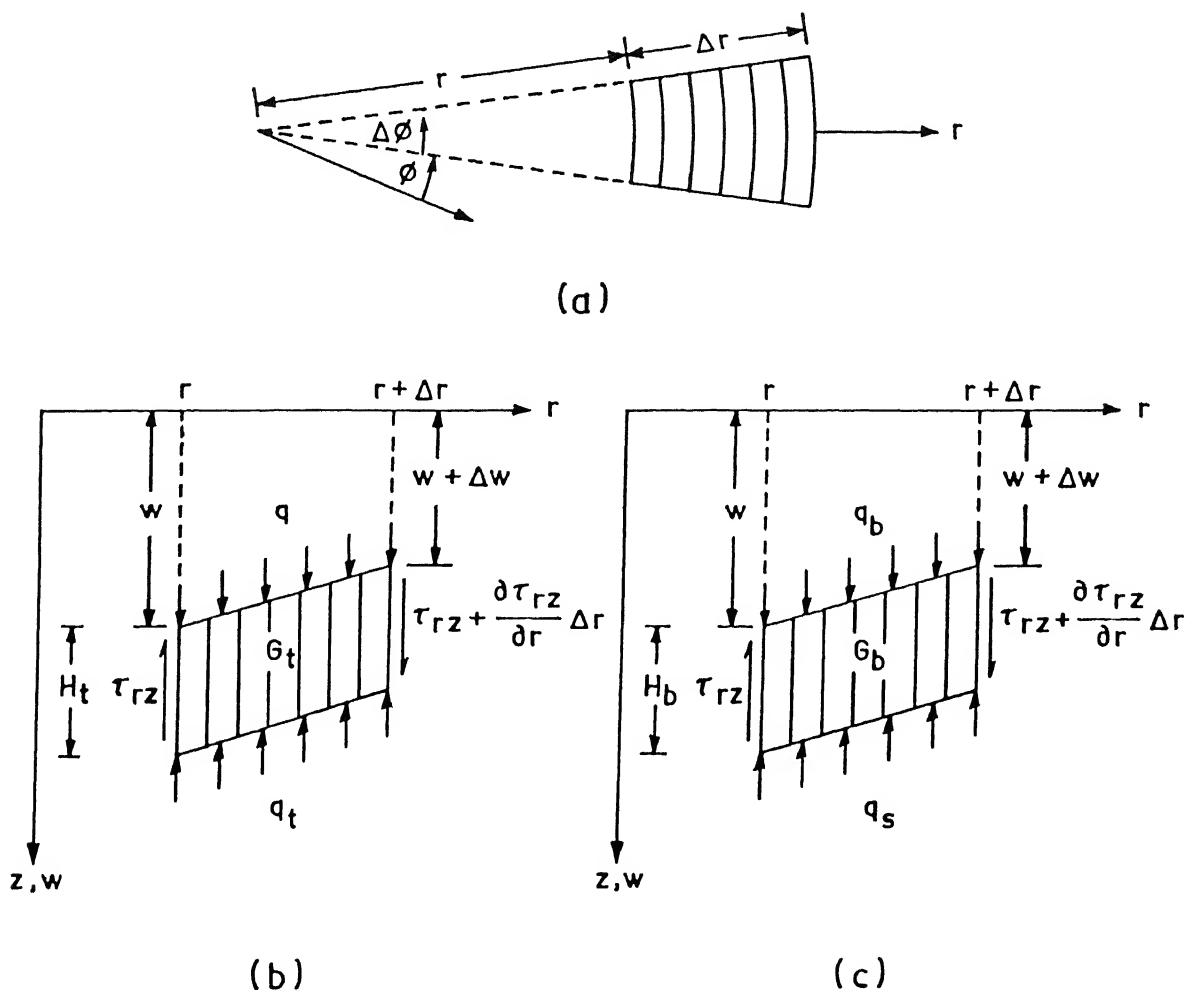 Δr
r
r
Δø
ø
(a)
r
r + Δr
r
w
w + Δw
q
τrz + ∂τrz/∂r Δr
Gt
Ht
τrz
qt
z,w
(b)
r
r + Δr
r
w
w + Δw
qb
τrz + ∂τrz/∂r Δr
Gb
Hb
τrz
qs
z,w
(c)